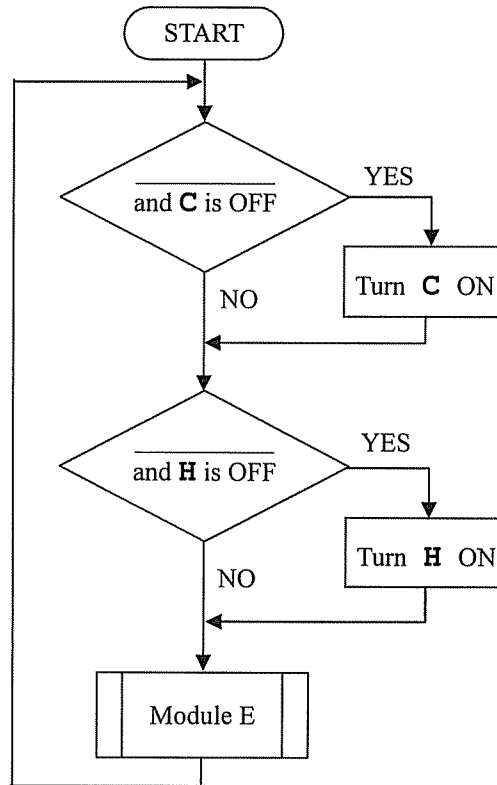 START
and C is OFF
YES
Turn C ON
NO
and H is OFF
YES
Turn H ON
NO
Module E